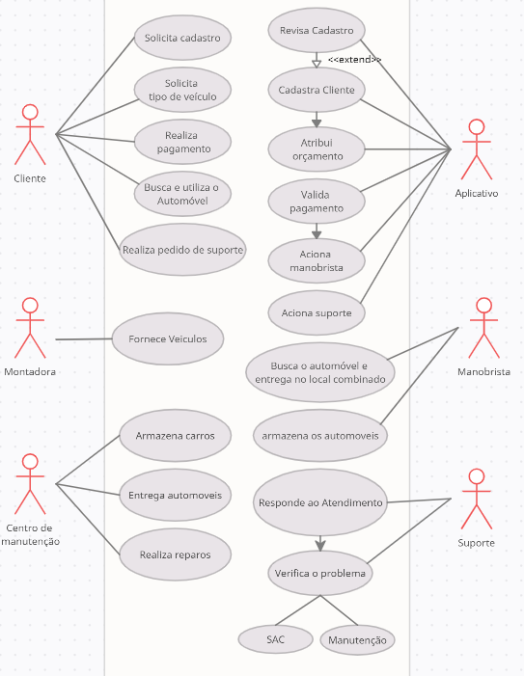 Solicita cadastro
Solicita
tipo de veículo
Realiza
pagamento
Busca e utiliza o
Automóvel
Realiza pedido de suporte
Cliente
Revisa Cadastro
<<extend>>
Cadastra Cliente
Atribui
orçamento
Valida
pagamento
Aciona
manobrista
Aciona suporte
Aplicativo
Fornece Veiculos
Montadora
Busca o automóvel e
entrega no local combinado
armazena os automoveis
Manobrista
Armazena carros
Entrega automoveis
Realiza reparos
Centro de
manutenção
Responde ao Atendimento
Verifica o problema
SAC
Manutenção
Suporte